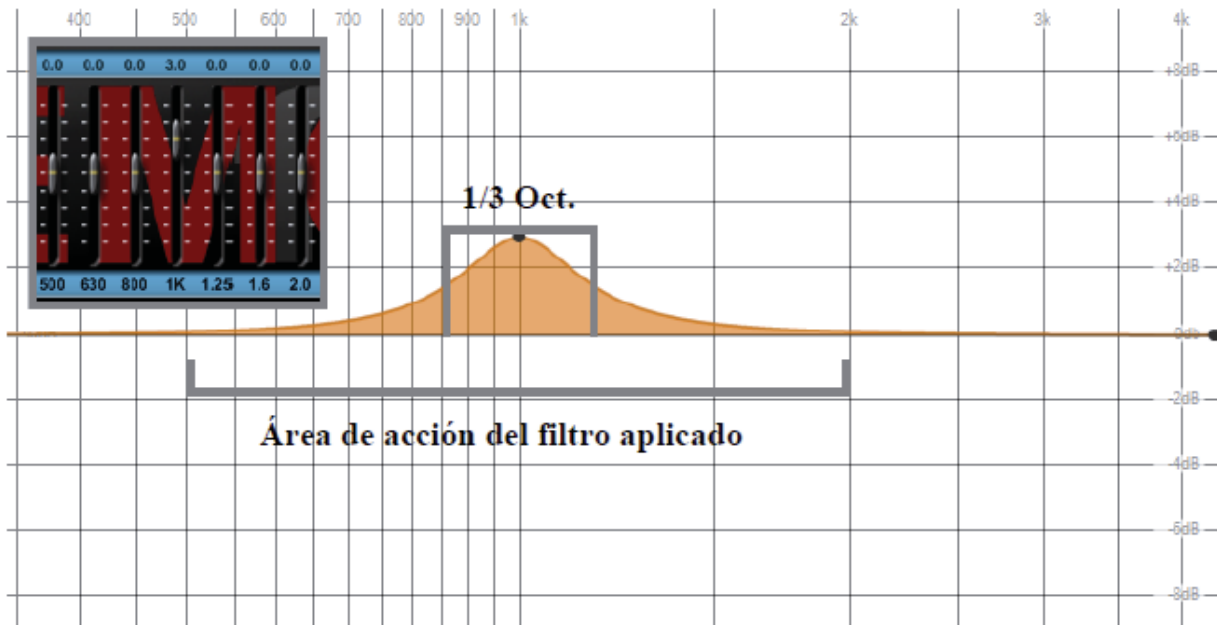 400 500 600 700 800 900 1k 2k 3k 4k
0.0 0.0 0.0 3.0 0.0 0.0 0.0
500 630 800 1K 1.25 1.6 2.0
+8dB
+6dB
1/3 Oct.
+4dB
+2dB
0dB
-2dB
Área de acción del filtro aplicado
-4dB
-6dB
-8dB